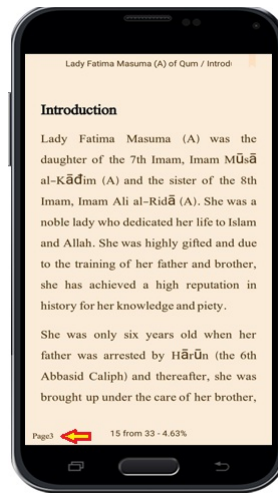 Lady Fatima Masuma (A) of Qum / Introd
Introduction
Lady Fatima Masuma (A) was the
daughter of the 7th Imam, Imam Mūsā
al-Kāđim (A) and the sister of the 8th
Imam, Imam Ali al-Ridā (A). She was a
noble lady who dedicated her life to Islam
and Allah. She was highly gifted and due
to the training of her father and brother,
she has achieved a high reputation in
history for her knowledge and piety.
She was only six years old when her
father was arrested by Hārūn (the 6th
Abbasid Caliph) and thereafter, she was
brought up under the care of her brother,
Page3
15 from 33 - 4.63%